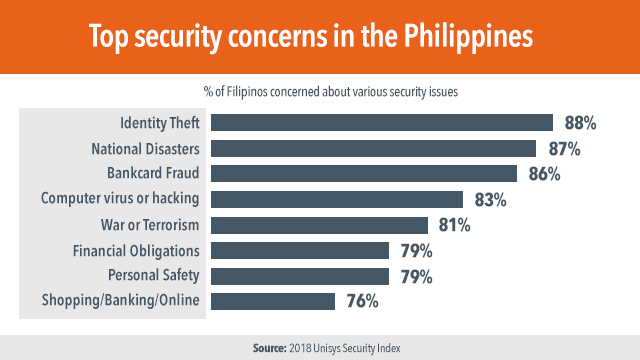 Top security concerns in the Philippines
% of Filipinos concerned about various security issues
Identity Theft 88%
National Disasters 87%
Bankcard Fraud 86%
Computer virus or hacking 83%
War or Terrorism 81%
Financial Obligations 79%
Personal Safety 79%
Shopping/Banking/Online 76%
Source: 2018 Unisys Security Index